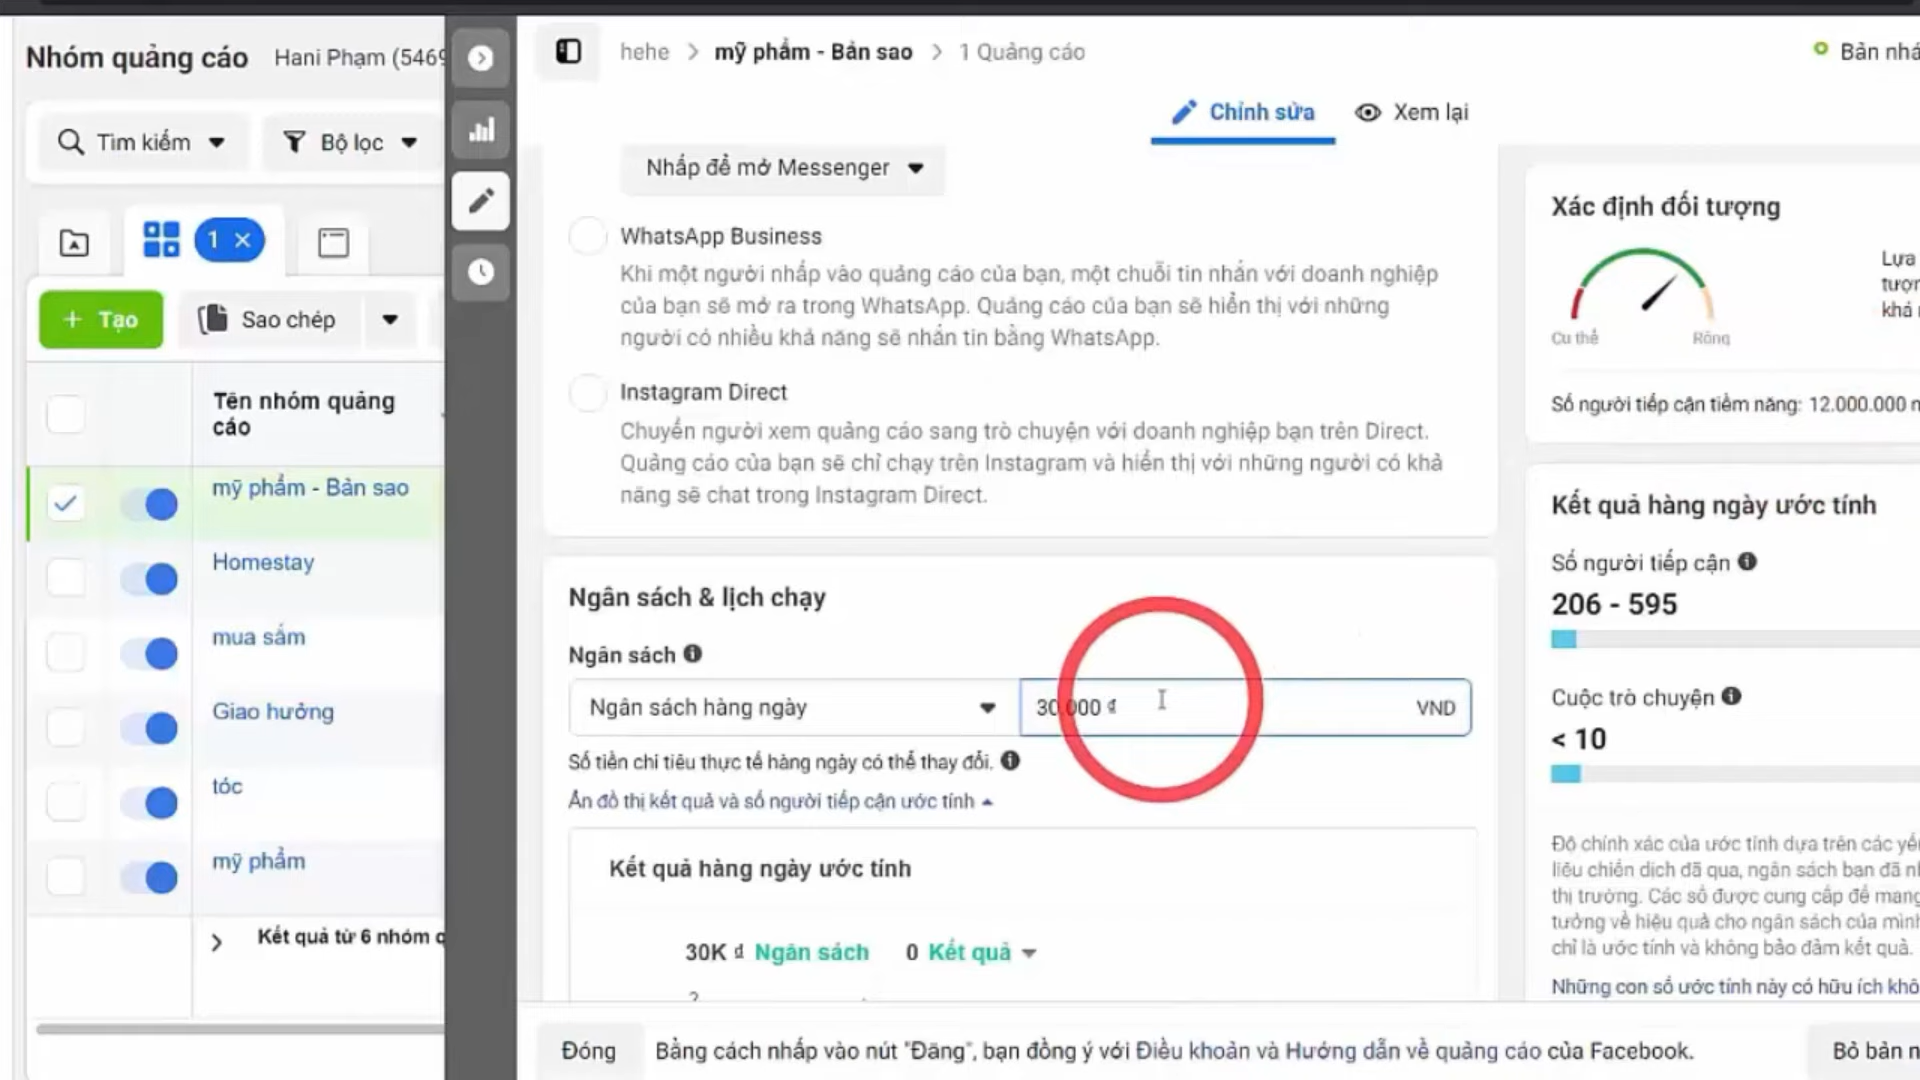 Nhóm quảng cáo Hani Phạm (5469
Tìm kiếm Bộ lọc
1
+ Tạo Sao chép
Tên nhóm quảng
cáo
mỹ phẩm - Bản sao
Homestay
mua sắm
Giao hưởng
tóc
mỹ phẩm
Kết quả từ 6 nhóm
hehe > mỹ phẩm - Bản sao > 1 Quảng cáo
Chỉnh sửa Xem lại
Nhấp để mở Messenger
WhatsApp Business
Khi một người nhấp vào quảng cáo của bạn, một chuỗi tin nhắn với doanh nghiệp
của bạn sẽ mở ra trong WhatsApp. Quảng cáo của bạn sẽ hiển thị với những
người có nhiều khả năng sẽ nhắn tin bằng WhatsApp.
Instagram Direct
Chuyển người xem quảng cáo sang trò chuyện với doanh nghiệp bạn trên Direct.
Quảng cáo của bạn sẽ chỉ chạy trên Instagram và hiển thị với những người có khả
năng sẽ chat trong Instagram Direct.
Ngân sách & lịch chạy
Ngân sách
Ngân sách hàng ngày 30.000 ₫ VND
Số tiền chi tiêu thực tế hàng ngày có thể thay đổi.
Ẩn đồ thị kết quả và số người tiếp cận ước tính
Kết quả hàng ngày ước tính
30K ₫ Ngân sách 0 Kết quả
Đóng Bằng cách nhấp vào nút "Đăng", bạn đồng ý với Điều khoản và Hướng dẫn về quảng cáo của Facebook.
Bỏ bản
Bản
Xác định đối tượng
Cụ thể Rộng
Lựa
khá
Số người tiếp cận tiềm năng: 12.000.000
Kết quả hàng ngày ước tính
Số người tiếp cận
206 - 595
Cuộc trò chuyện
< 10
Độ chính xác của ước tính dựa trên các
liệu chiến dịch đã qua, ngân sách bạn đã
thị trường. Các số được cung cấp để mang
tưởng về hiệu quả cho ngân sách của mình
chỉ là ước tính và không bảo đảm kết quả.
Những con số ước tính này có hữu ích